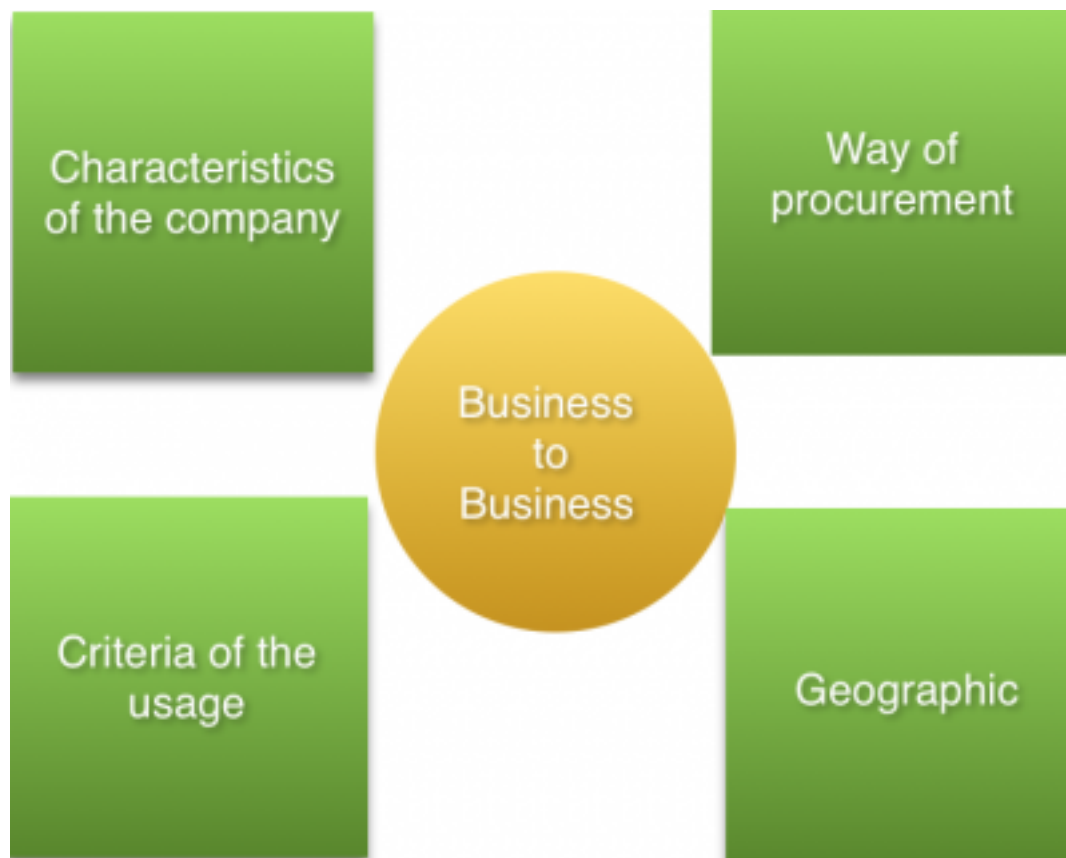 Characteristics
of the company
Way of
procurement
Business
to
Business
Criteria of the
usage
Geographic